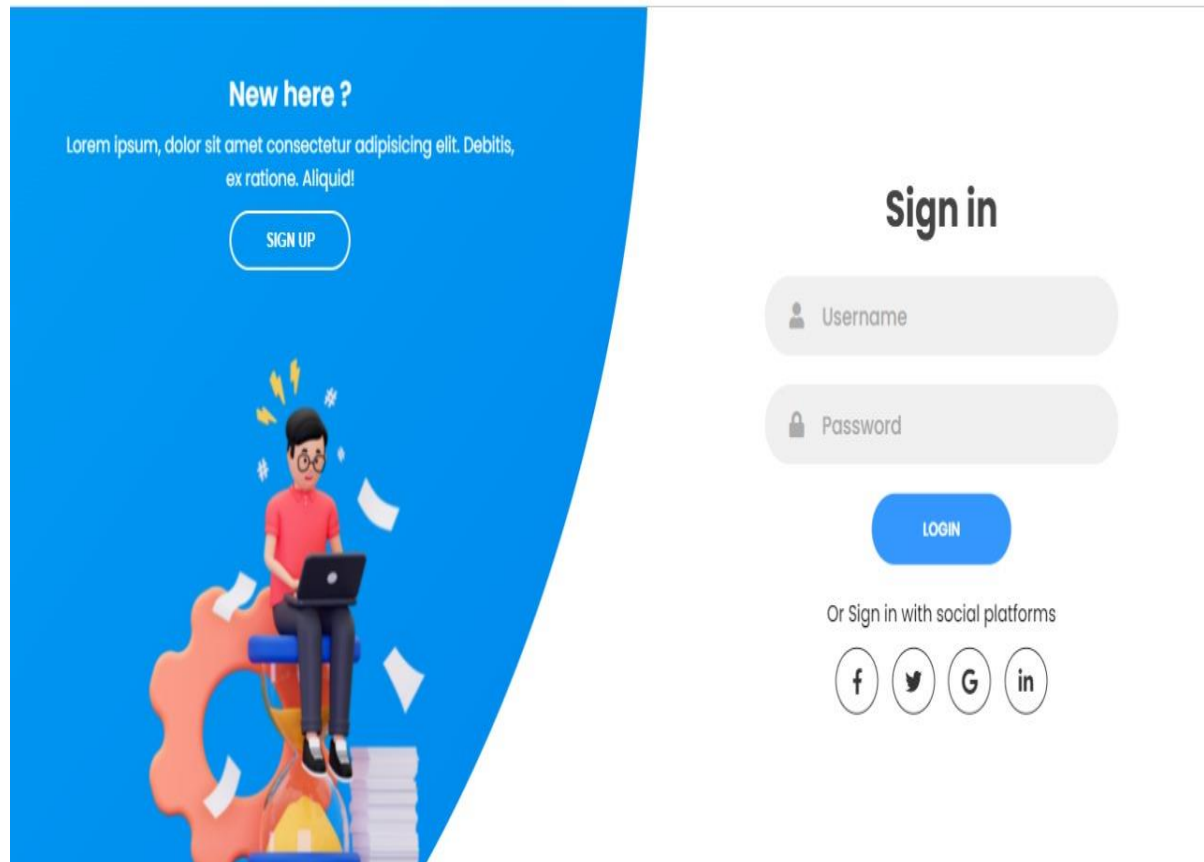 New here ?
Lorem ipsum, dolor sit amet consectetur adipisicing elit. Debitis,
ex ratione. Aliquid!
SIGN UP
Sign in
Username
Password
LOGIN
Or Sign in with social platforms
f
G
in